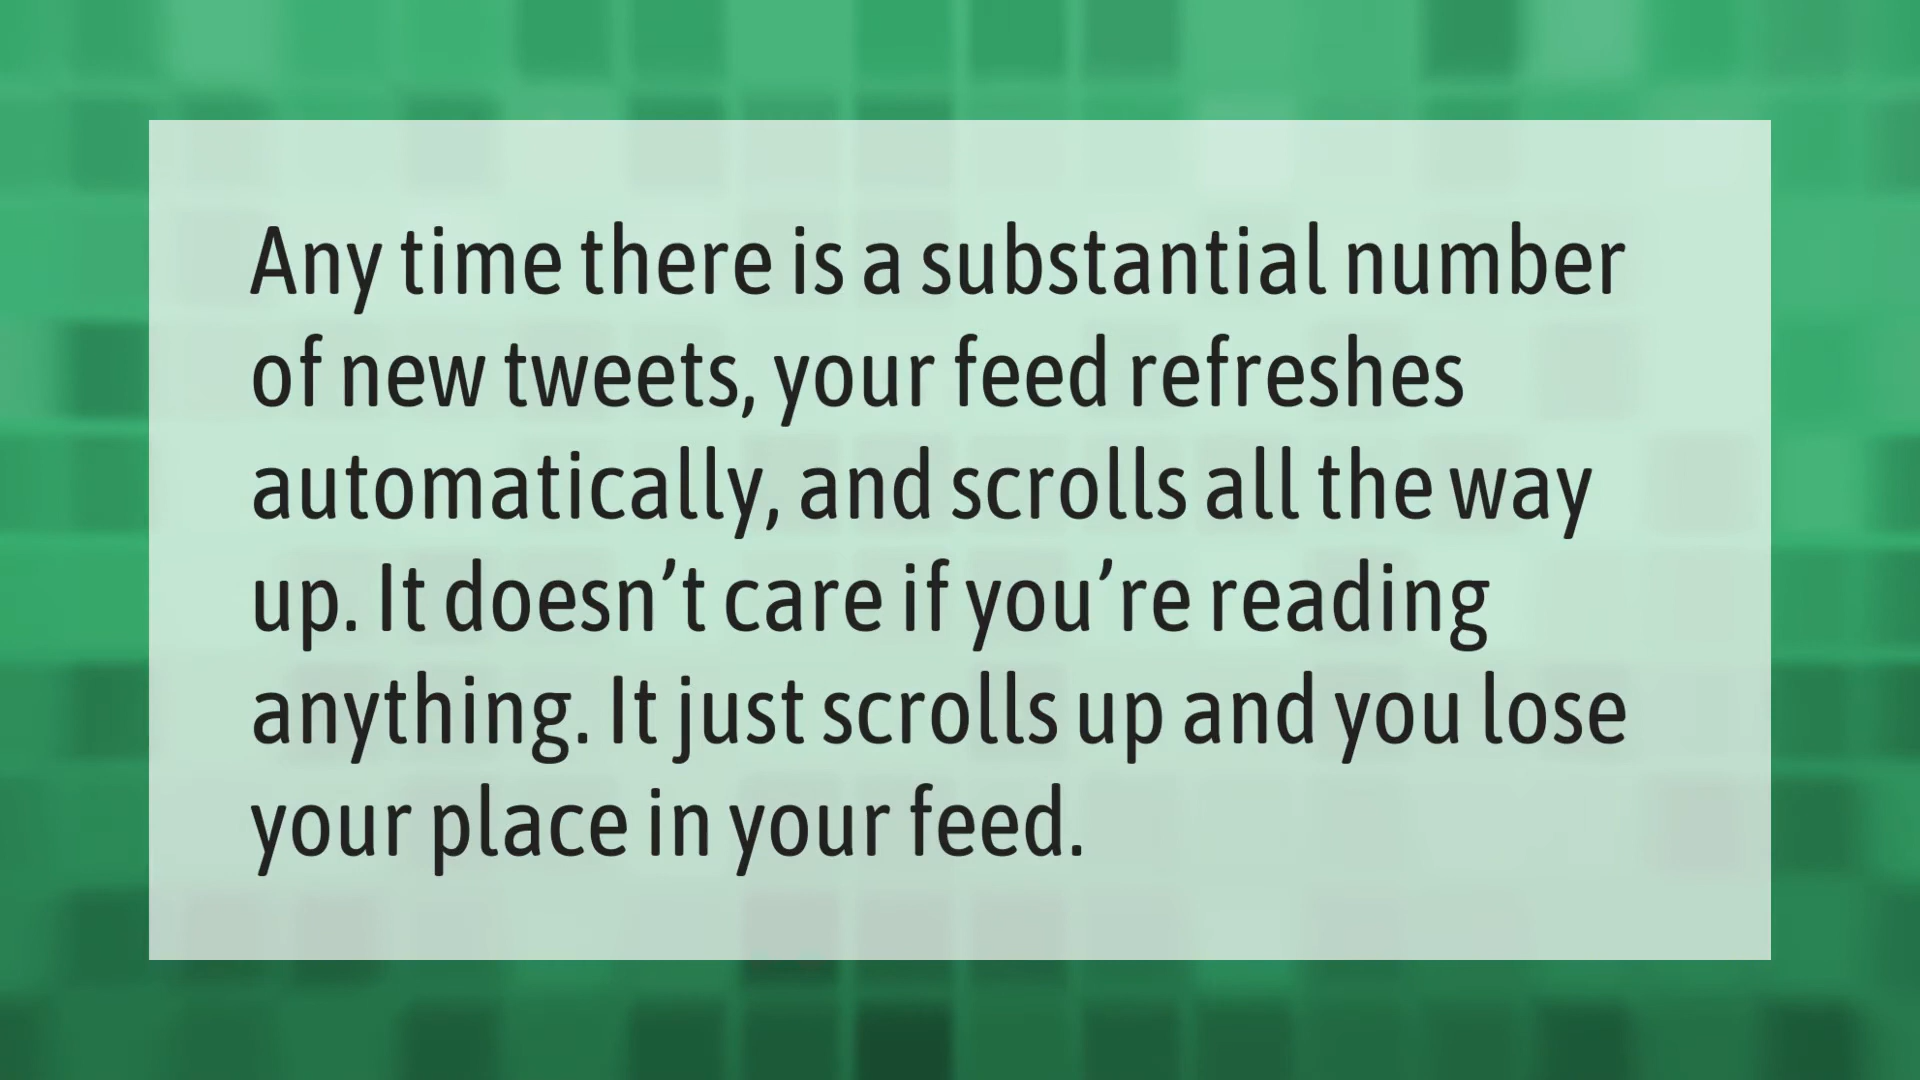 Any time there is a substantial number
of new tweets, your feed refreshes
automatically, and scrolls all the way
up. It doesn’t care if you’re reading
anything. It just scrolls up and you lose
your place in your feed.